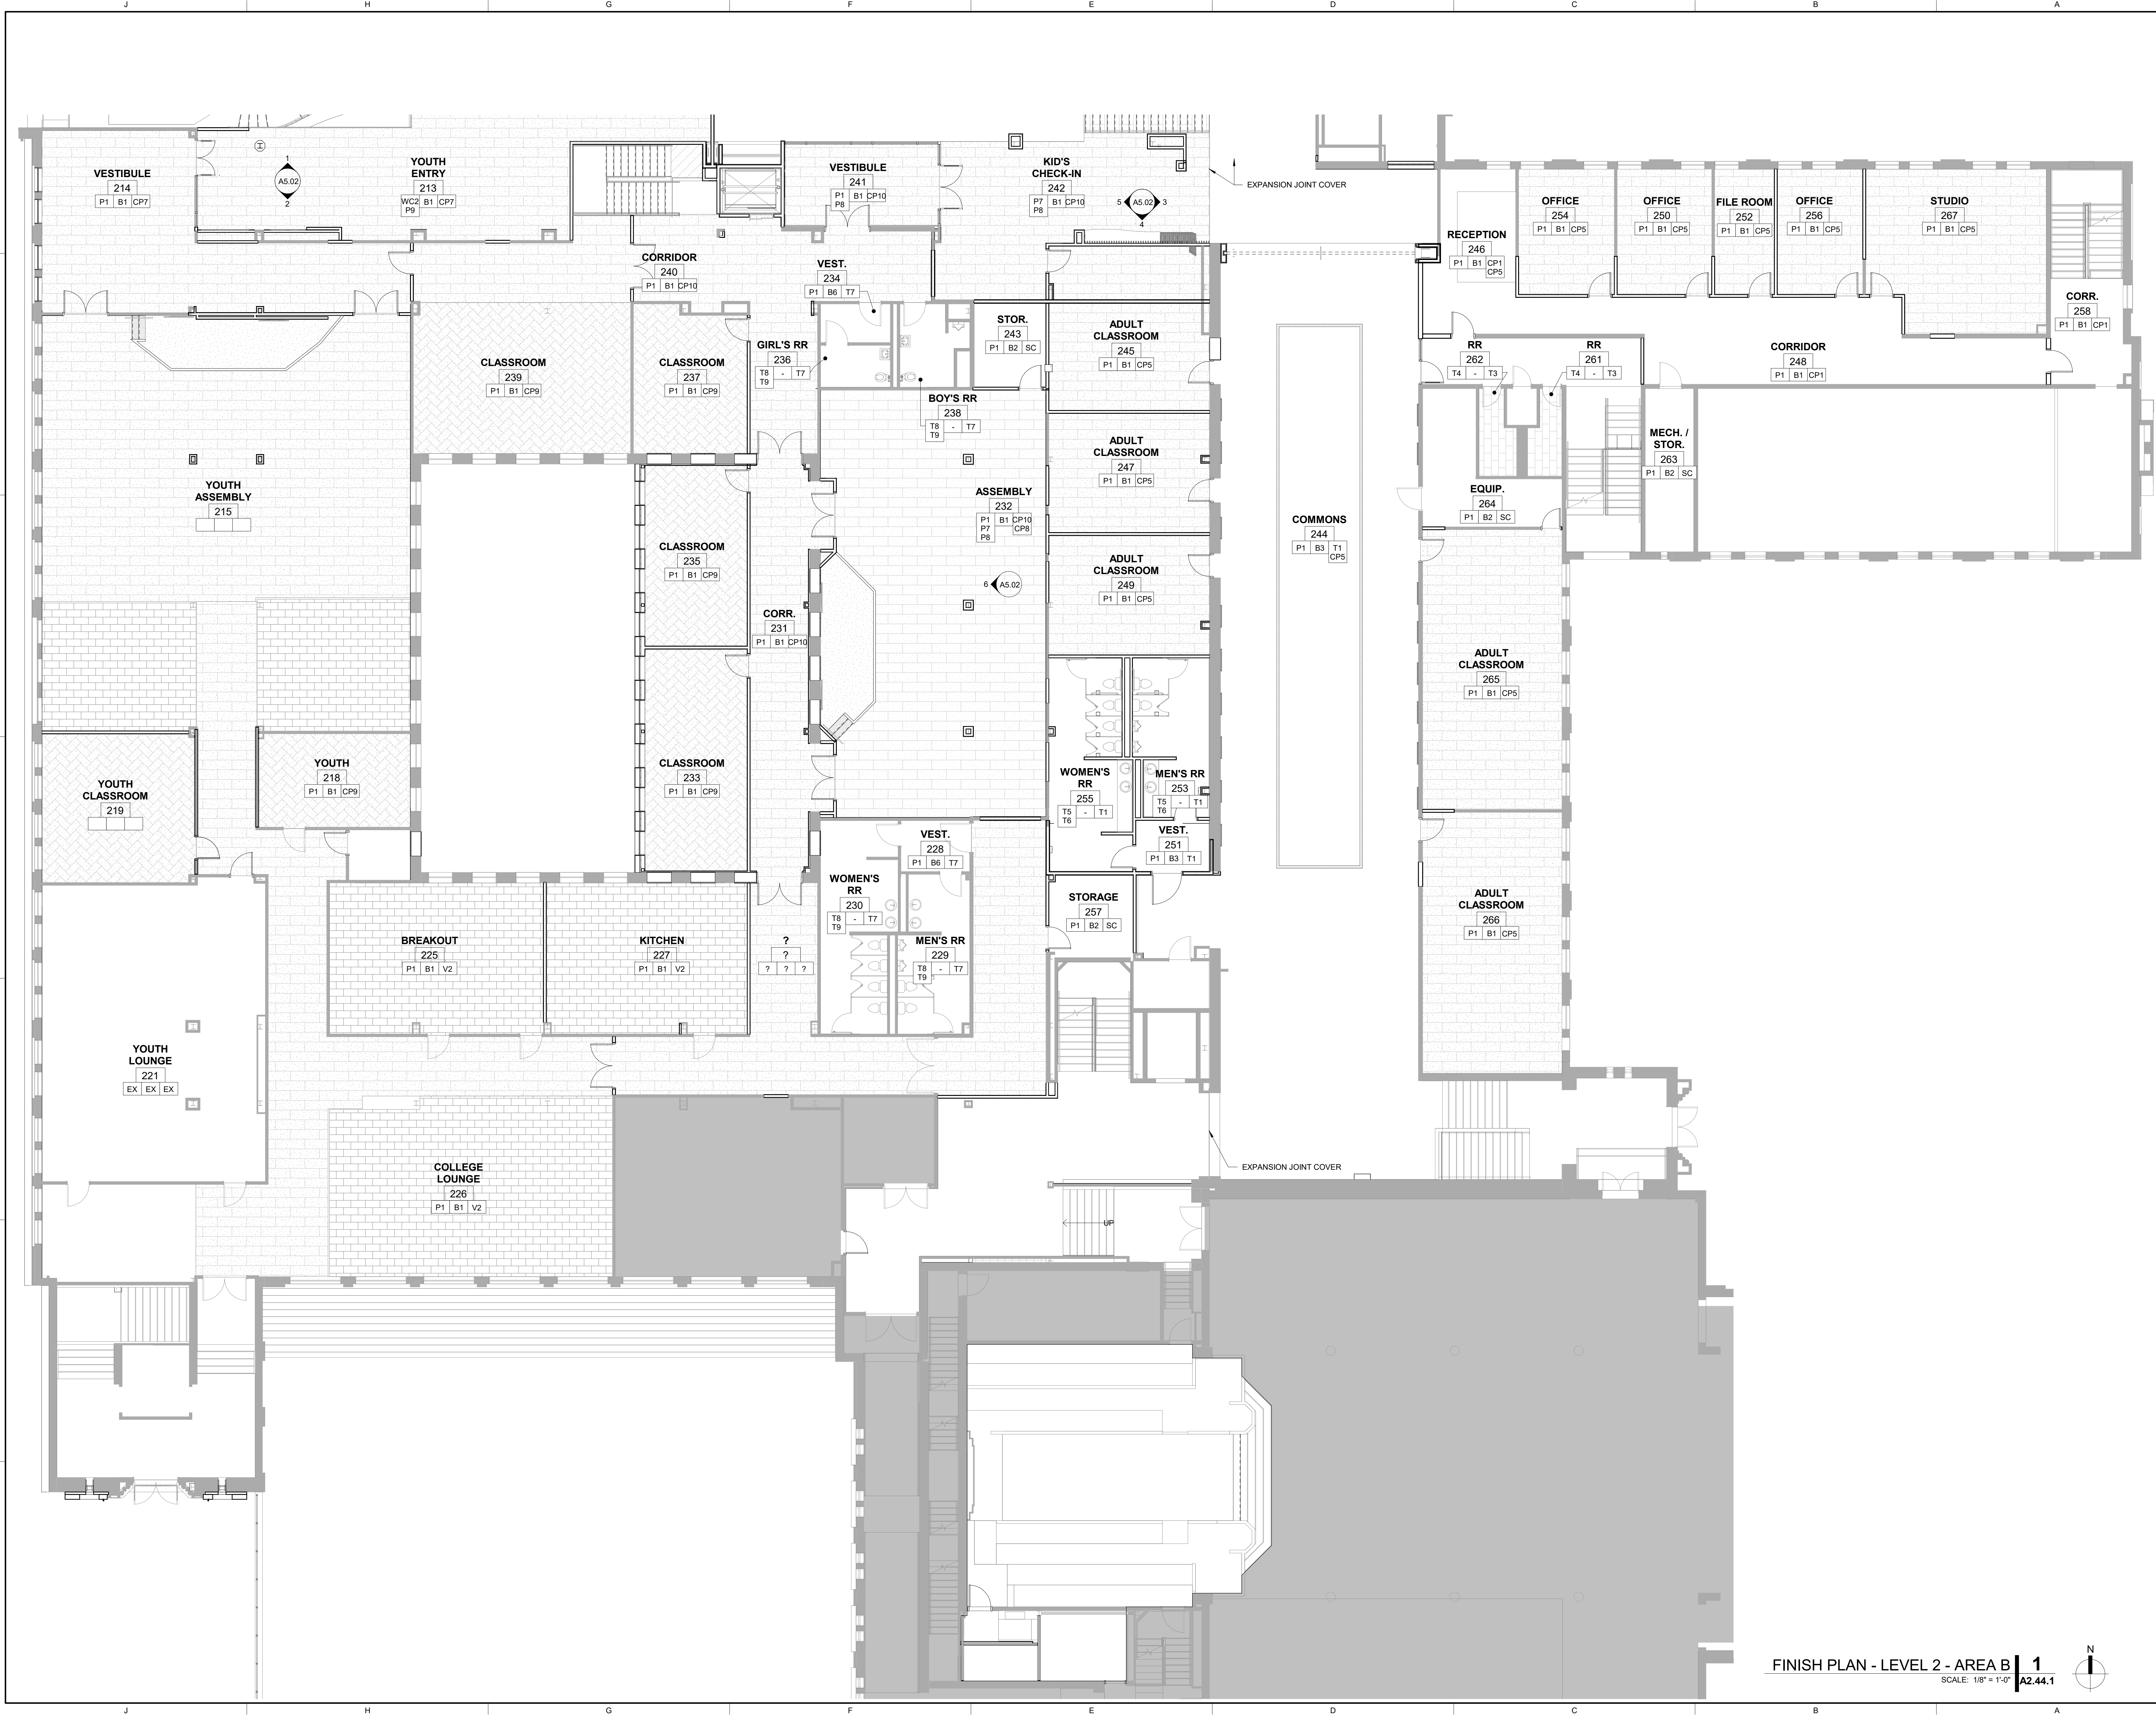 J H G F E D C B A
VESTIBULE
214
P1 B1 CP7
1
A5.02
2
YOUTH
ENTRY
213
WC2 B1 CP7
P9
VESTIBULE
241
P1 B1 CP10
P8
KID'S
CHECK-IN
242
P7 B1 CP10
P8
5 A5.02 3
4
EXPANSION JOINT COVER
RECEPTION
246
P1 B1 CP1
CP5
OFFICE
254
P1 B1 CP5
OFFICE
250
P1 B1 CP5
FILE ROOM
252
P1 B1 CP5
OFFICE
256
P1 B1 CP5
STUDIO
267
P1 B1 CP5
CORRIDOR
240
P1 B1 CP10
VEST.
234
P1 B6 T7
CORR.
258
P1 B1 CP1
CLASSROOM
239
P1 B1 CP9
CLASSROOM
237
P1 B1 CP9
GIRL'S RR
236
T8 - T7
T9
STOR.
243
P1 B2 SC
ADULT
CLASSROOM
245
P1 B1 CP5
RR
262
T4 - T3
RR
261
T4 - T3
CORRIDOR
248
P1 B1 CP1
BOY'S RR
238
T8 - T7
T9
ADULT
CLASSROOM
247
P1 B1 CP5
MECH. /
STOR.
263
P1 B2 SC
YOUTH
ASSEMBLY
215
ASSEMBLY
232
P1 B1 CP10
P7 CP8
P8
EQUIP.
264
P1 B2 SC
COMMONS
244
P1 B3 T1
CP5
CLASSROOM
235
P1 B1 CP9
ADULT
CLASSROOM
249
P1 B1 CP5
6 A5.02
CORR.
231
P1 B1 CP10
ADULT
CLASSROOM
265
P1 B1 CP5
YOUTH
CLASSROOM
219
YOUTH
218
P1 B1 CP9
CLASSROOM
233
P1 B1 CP9
WOMEN'S
RR
255
T5 - T1
T6
MEN'S RR
253
T5 - T1
T6
VEST.
228
P1 B6 T7
VEST.
251
P1 B3 T1
WOMEN'S
RR
230
T8 - T7
T9
STORAGE
257
P1 B2 SC
ADULT
CLASSROOM
266
P1 B1 CP5
BREAKOUT
225
P1 B1 V2
KITCHEN
227
P1 B1 V2
?
?
? ? ?
MEN'S RR
229
T8 - T7
T9
YOUTH
LOUNGE
221
EX EX EX
COLLEGE
LOUNGE
226
P1 B1 V2
EXPANSION JOINT COVER
UP
FINISH PLAN - LEVEL 2 - AREA B 1
SCALE: 1/8" = 1'-0" A2.44.1
N
J H G F E D C B A